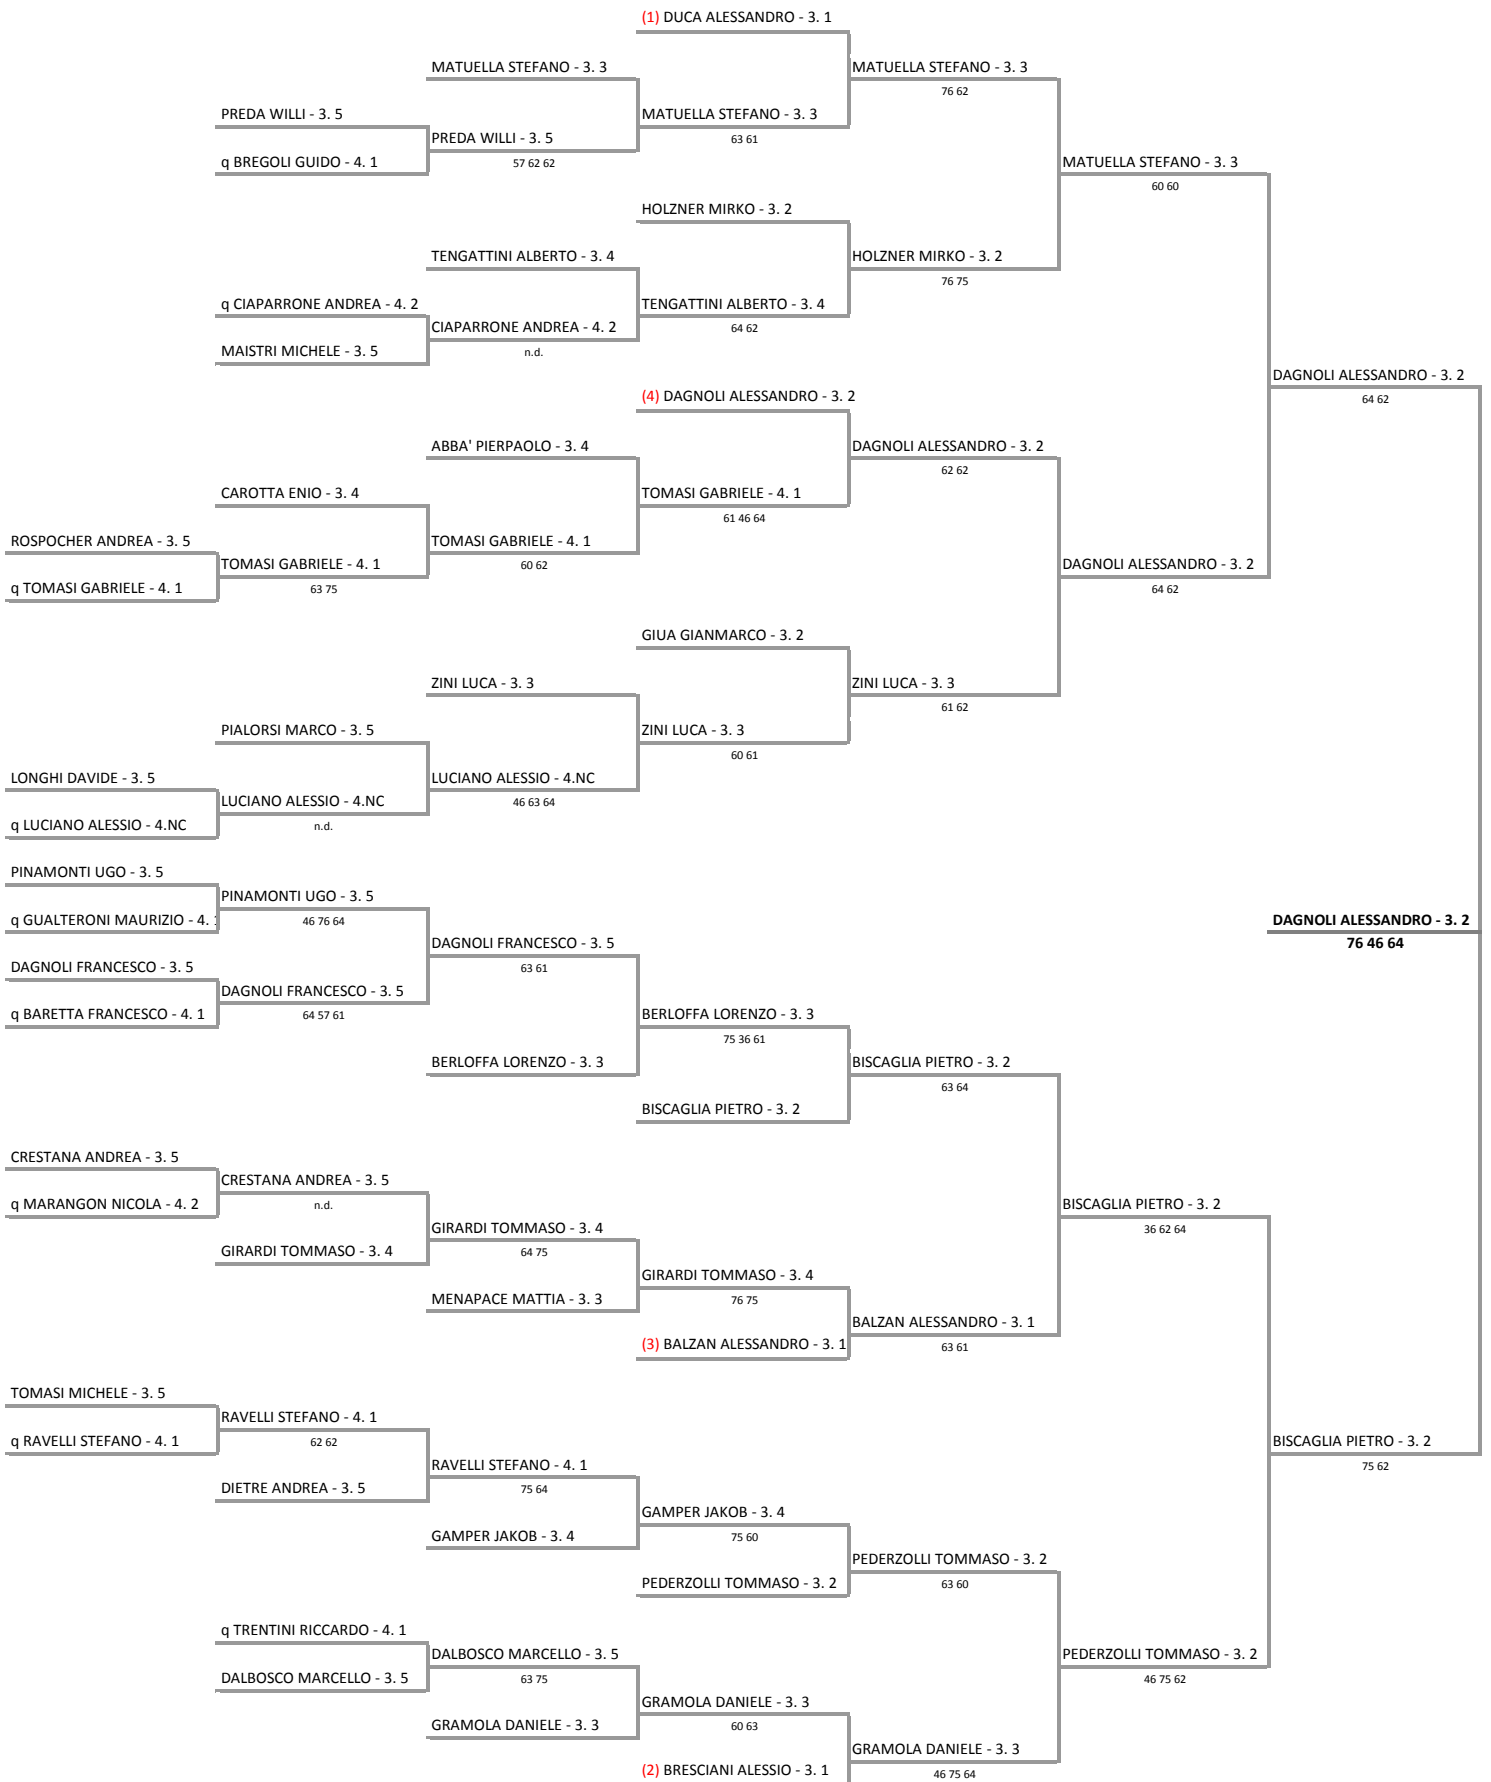 (1) DUCA ALESSANDRO - 3. 1
MATUELLA STEFANO - 3. 3
MATUELLA STEFANO - 3. 3
76 62
PREDA WILLI - 3. 5
MATUELLA STEFANO - 3. 3
PREDA WILLI - 3. 5
63 61
q BREGOLI GUIDO - 4. 1
57 62 62
MATUELLA STEFANO - 3. 3
60 60
HOLZNER MIRKO - 3. 2
TENGATTINI ALBERTO - 3. 4
HOLZNER MIRKO - 3. 2
76 75
q CIAPARRONE ANDREA - 4. 2
TENGATTINI ALBERTO - 3. 4
CIAPARRONE ANDREA - 4. 2
64 62
MAISTRI MICHELE - 3. 5
n.d.
DAGNOLI ALESSANDRO - 3. 2
64 62
(4) DAGNOLI ALESSANDRO - 3. 2
ABBA' PIERPAOLO - 3. 4
DAGNOLI ALESSANDRO - 3. 2
62 62
CAROTTA ENIO - 3. 4
TOMASI GABRIELE - 4. 1
61 46 64
ROSPOCHER ANDREA - 3. 5
TOMASI GABRIELE - 4. 1
TOMASI GABRIELE - 4. 1
60 62
DAGNOLI ALESSANDRO - 3. 2
q TOMASI GABRIELE - 4. 1
63 75
64 62
GIUA GIANMARCO - 3. 2
ZINI LUCA - 3. 3
ZINI LUCA - 3. 3
61 62
PIALORSI MARCO - 3. 5
ZINI LUCA - 3. 3
60 61
LONGHI DAVIDE - 3. 5
LUCIANO ALESSIO - 4.NC
LUCIANO ALESSIO - 4.NC
46 63 64
q LUCIANO ALESSIO - 4.NC
n.d.
PINAMONTI UGO - 3. 5
PINAMONTI UGO - 3. 5
q GUALTERONI MAURIZIO - 4. 1
46 76 64
DAGNOLI ALESSANDRO - 3. 2
76 46 64
DAGNOLI FRANCESCO - 3. 5
63 61
DAGNOLI FRANCESCO - 3. 5
DAGNOLI FRANCESCO - 3. 5
q BARETTA FRANCESCO - 4. 1
64 57 61
BERLOFFA LORENZO - 3. 3
75 36 61
BERLOFFA LORENZO - 3. 3
BISCAGLIA PIETRO - 3. 2
63 64
BISCAGLIA PIETRO - 3. 2
CRESTANA ANDREA - 3. 5
CRESTANA ANDREA - 3. 5
q MARANGON NICOLA - 4. 2
n.d.
BISCAGLIA PIETRO - 3. 2
36 62 64
GIRARDI TOMMASO - 3. 4
64 75
GIRARDI TOMMASO - 3. 4
GIRARDI TOMMASO - 3. 4
76 75
MENAPACE MATTIA - 3. 3
BALZAN ALESSANDRO - 3. 1
63 61
(3) BALZAN ALESSANDRO - 3. 1
TOMASI MICHELE - 3. 5
RAVELLI STEFANO - 4. 1
q RAVELLI STEFANO - 4. 1
62 62
BISCAGLIA PIETRO - 3. 2
75 62
RAVELLI STEFANO - 4. 1
75 64
DIETRE ANDREA - 3. 5
GAMPER JAKOB - 3. 4
75 60
GAMPER JAKOB - 3. 4
PEDERZOLLI TOMMASO - 3. 2
63 60
PEDERZOLLI TOMMASO - 3. 2
q TRENTINI RICCARDO - 4. 1
DALBOSCO MARCELLO - 3. 5
63 75
PEDERZOLLI TOMMASO - 3. 2
46 75 62
DALBOSCO MARCELLO - 3. 5
GRAMOLA DANIELE - 3. 3
60 63
GRAMOLA DANIELE - 3. 3
GRAMOLA DANIELE - 3. 3
46 75 64
(2) BRESCIANI ALESSIO - 3. 1